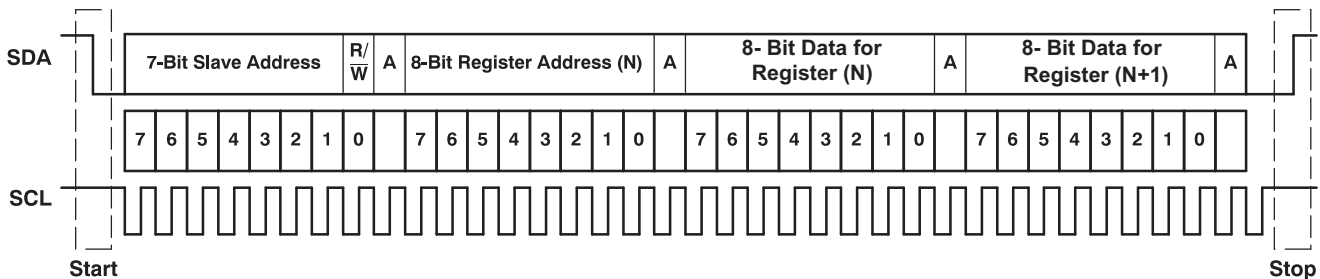 SDA
7-Bit Slave Address
R/
W
A
8-Bit Register Address (N)
A
8- Bit Data for
Register (N)
A
8- Bit Data for
Register (N+1)
A
7 6 5 4 3 2 1 0 7 6 5 4 3 2 1 0 7 6 5 4 3 2 1 0 7 6 5 4 3 2 1 0
SCL
Start
Stop